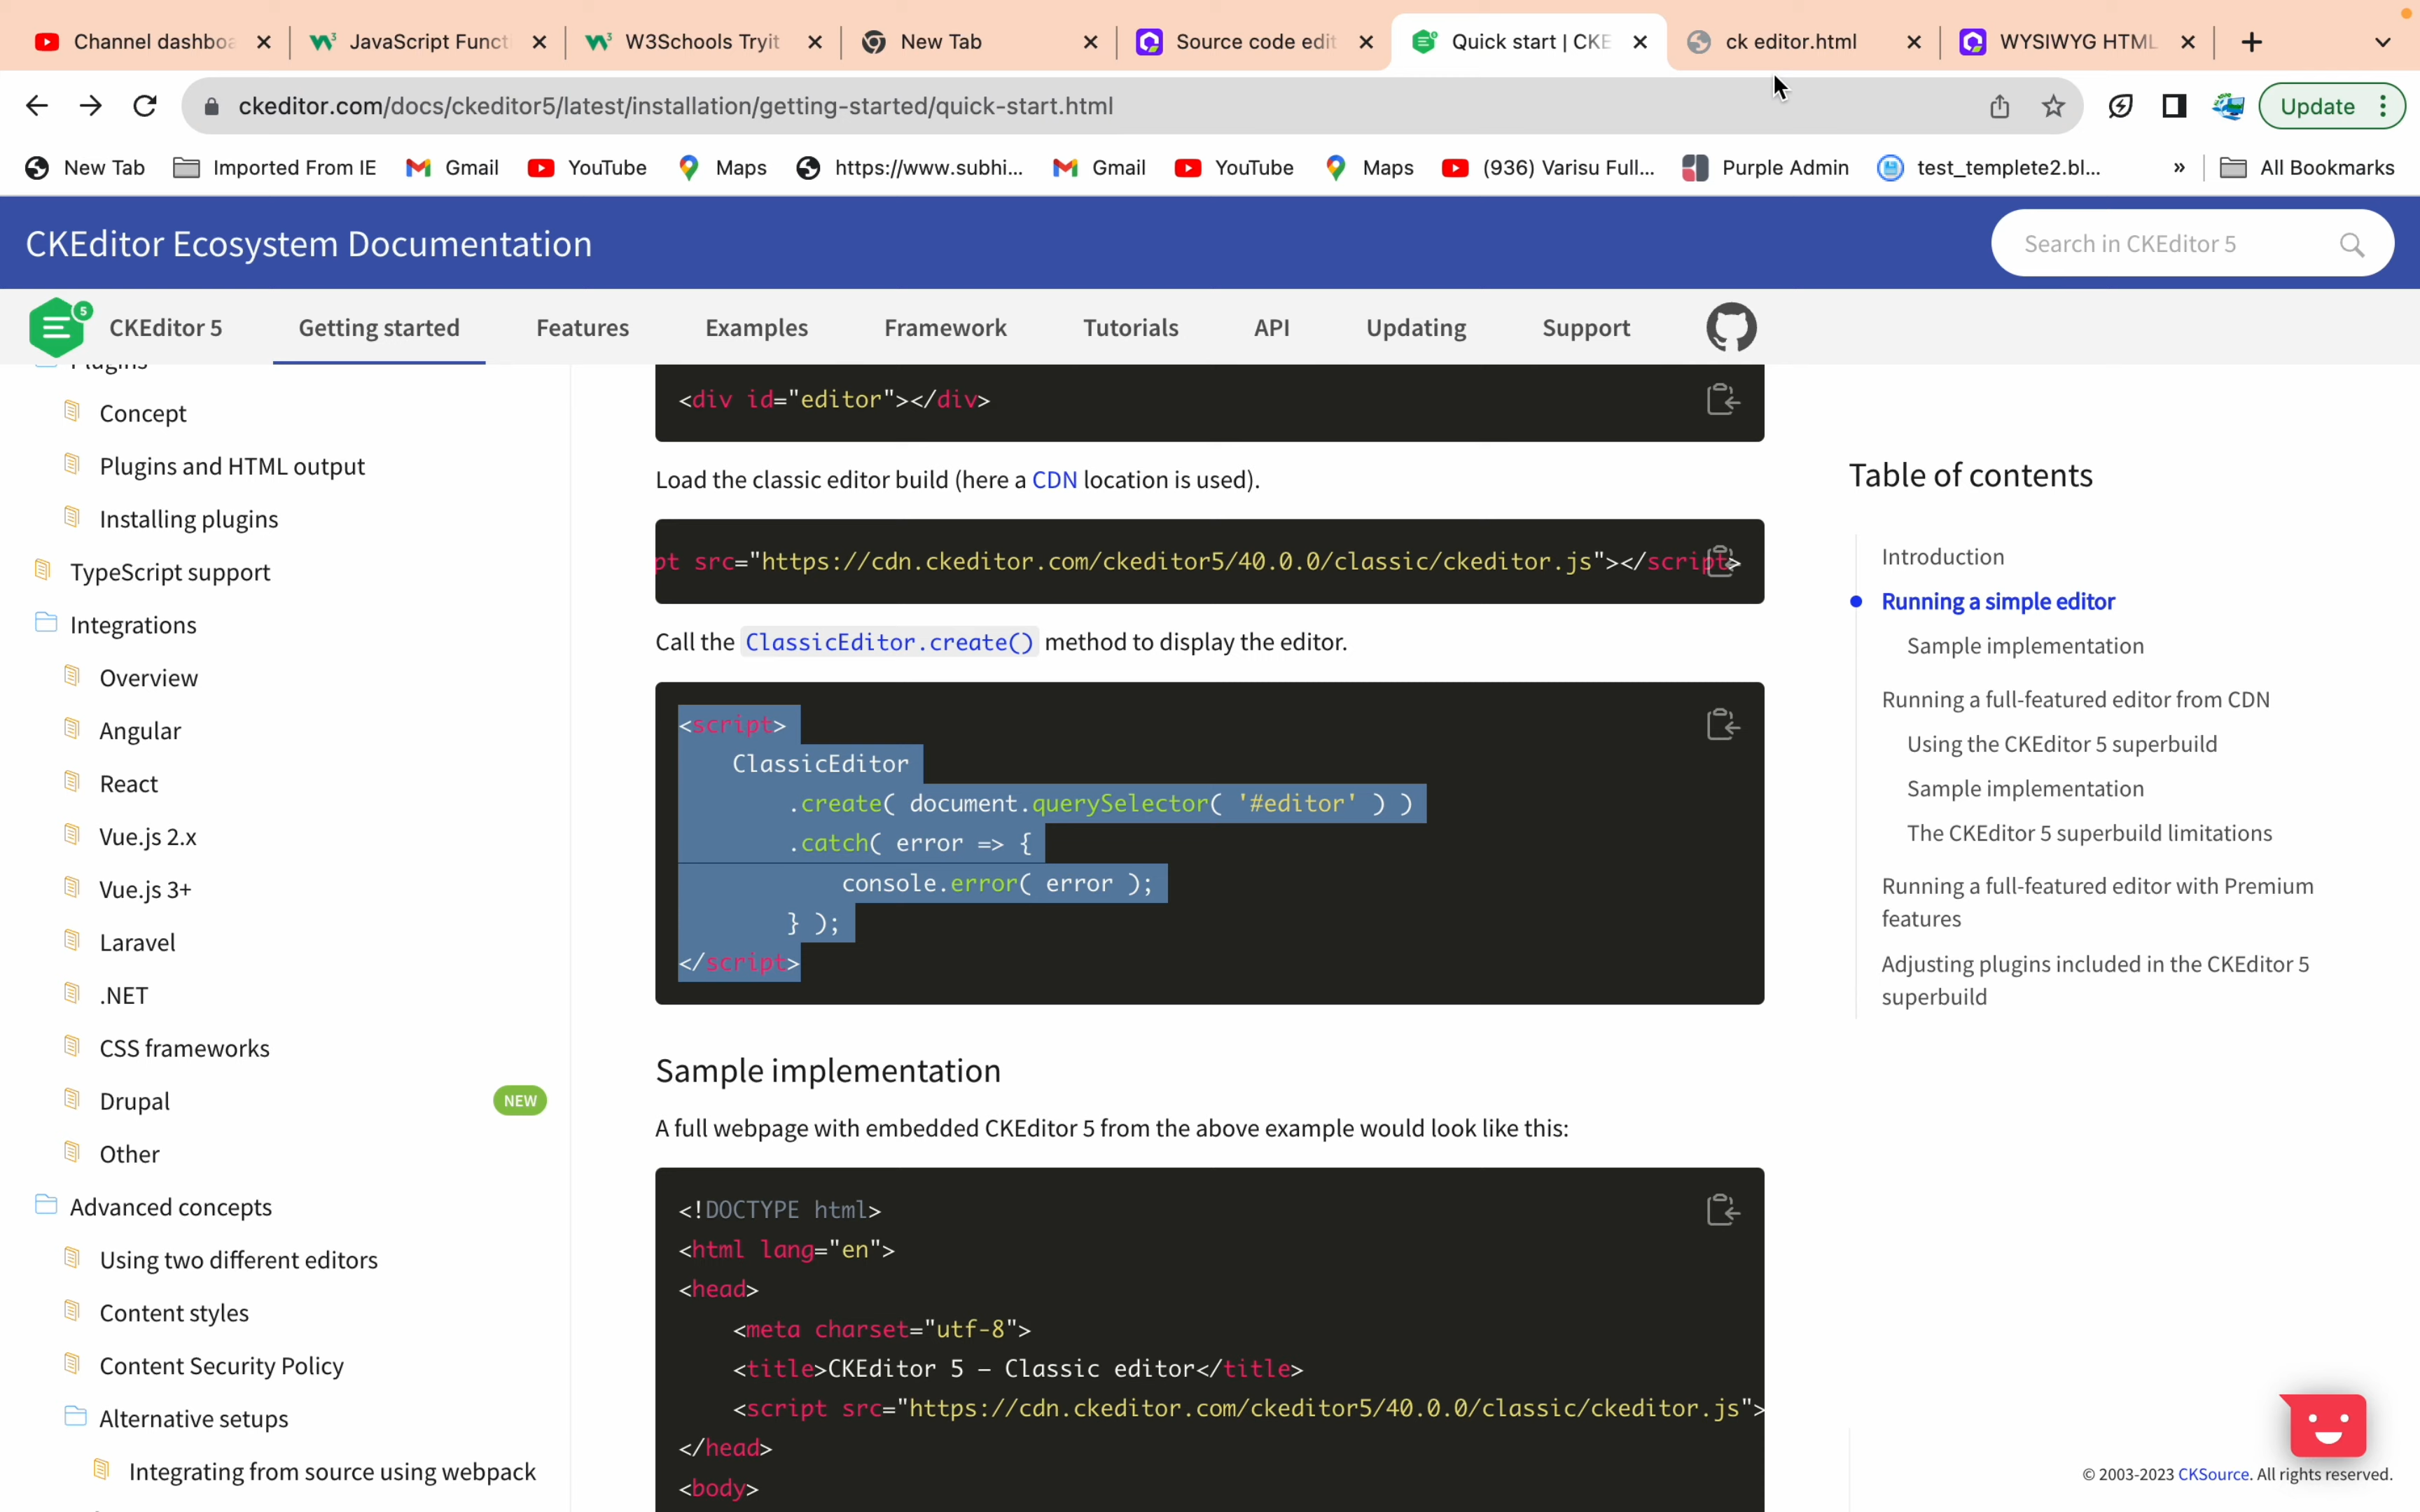 Channel dashboa
JavaScript Funct
W3Schools Tryit
New Tab
Source code edit
Quick start | CKE
ck editor.html
WYSIWYG HTML
ckeditor.com/docs/ckeditor5/latest/installation/getting-started/quick-start.html
Update
New Tab
Imported From IE
Gmail
YouTube
Maps
https://www.subhi...
Gmail
YouTube
Maps
(936) Varisu Full...
Purple Admin
test_templete2.bl...
»
All Bookmarks
CKEditor Ecosystem Documentation
Search in CKEditor 5
5
CKEditor 5
Getting started
Features
Examples
Framework
Tutorials
API
Updating
Support
Plugins
Concept
Plugins and HTML output
Installing plugins
TypeScript support
Integrations
Overview
Angular
React
Vue.js 2.x
Vue.js 3+
Laravel
.NET
CSS frameworks
Drupal
NEW
Other
Advanced concepts
Using two different editors
Content styles
Content Security Policy
Alternative setups
Integrating from source using webpack
<div id="editor"></div>
Load the classic editor build (here a CDN location is used).
pt src="https://cdn.ckeditor.com/ckeditor5/40.0.0/classic/ckeditor.js"></script>
Call the ClassicEditor.create() method to display the editor.
<script>
ClassicEditor
.create( document.querySelector( '#editor' ) )
.catch( error => {
console.error( error );
} );
</script>
Sample implementation
A full webpage with embedded CKEditor 5 from the above example would look like this:
<!DOCTYPE html>
<html lang="en">
<head>
<meta charset="utf-8">
<title>CKEditor 5 – Classic editor</title>
<script src="https://cdn.ckeditor.com/ckeditor5/40.0.0/classic/ckeditor.js">
</head>
<body>
Table of contents
Introduction
Running a simple editor
Sample implementation
Running a full-featured editor from CDN
Using the CKEditor 5 superbuild
Sample implementation
The CKEditor 5 superbuild limitations
Running a full-featured editor with Premium
features
Adjusting plugins included in the CKEditor 5
superbuild
© 2003-2023 CKSource. All rights reserved.